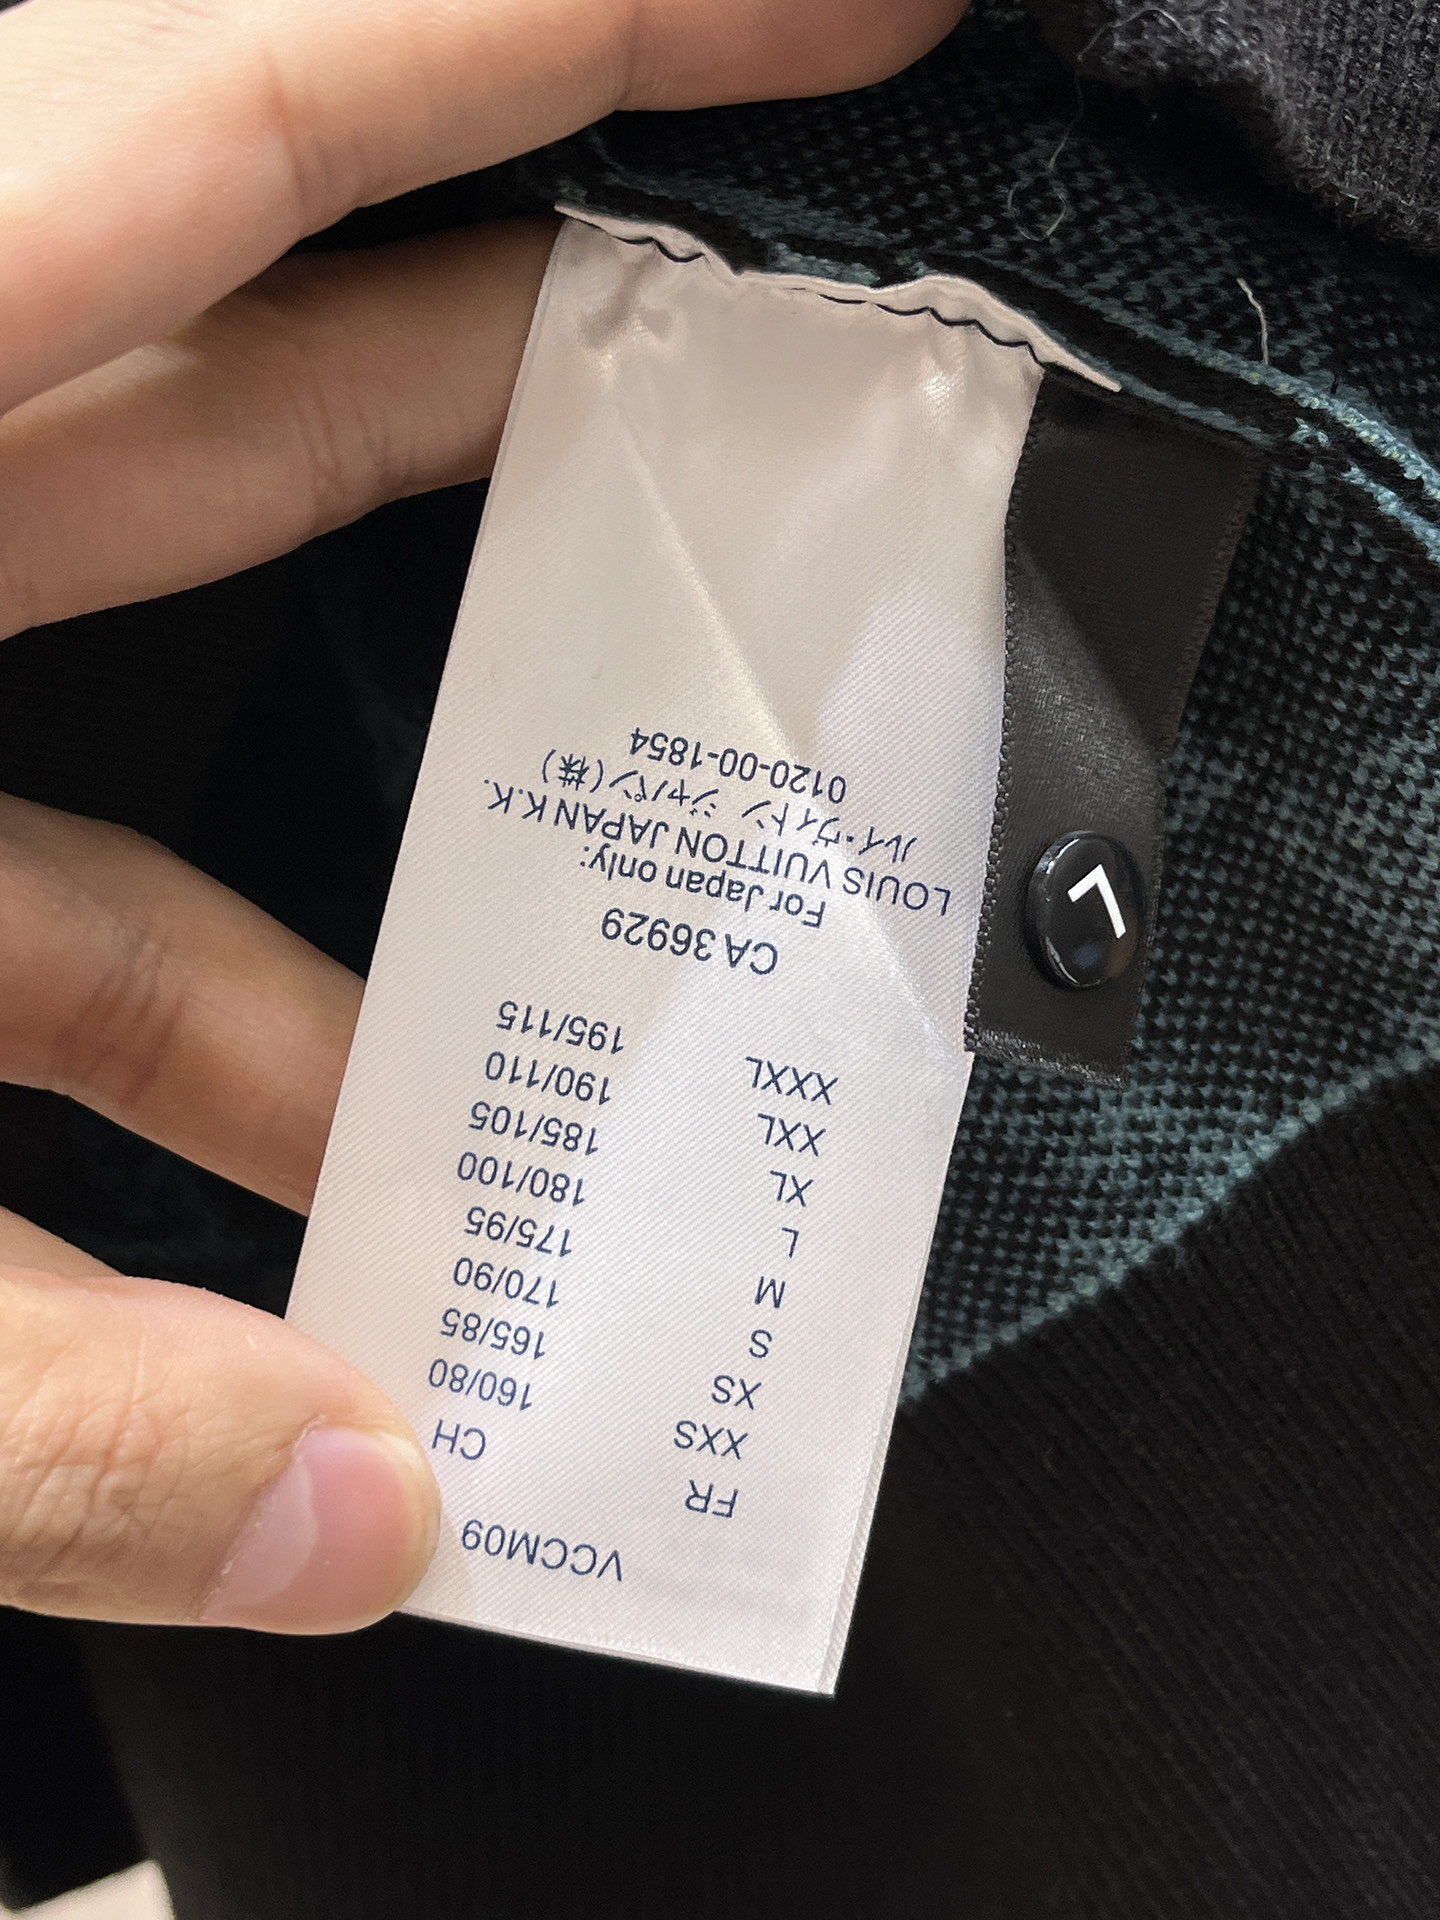 VCCM09
FR CH
XXS 160/80
XS 165/85
S 170/90
M 175/95
L 180/100
XL 185/105
XXL 190/110
XXXL 195/115
CA 36929
For Japan only:
LOUIS VUITTON JAPAN K.K.
ルイ・ヴィトン ジャパン(株)
0120-00-1854
L